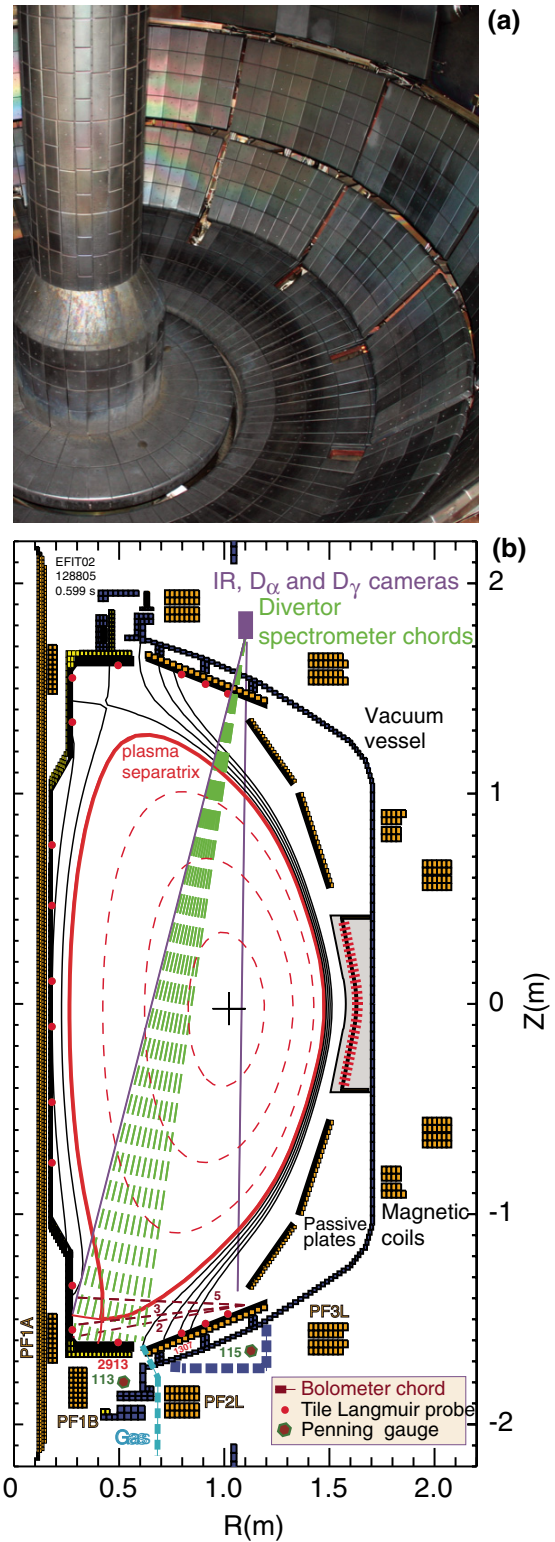 (a)
(b)
EFIT02
128805
0.599 s
IR, Dα and Dγ cameras
Divertor
spectrometer chords
Vacuum
vessel
plasma
separatrix
2
1
0
-1
-2
Z(m)
Passive
plates
Magnetic
coils
5
3
2
PF1A
1307
2913
115
PF3L
113
PF1B
PF2L
Gas
Bolometer chord
Tile Langmuir probe
Penning gauge
0 0.5 1.0 1.5 2.0
R(m)